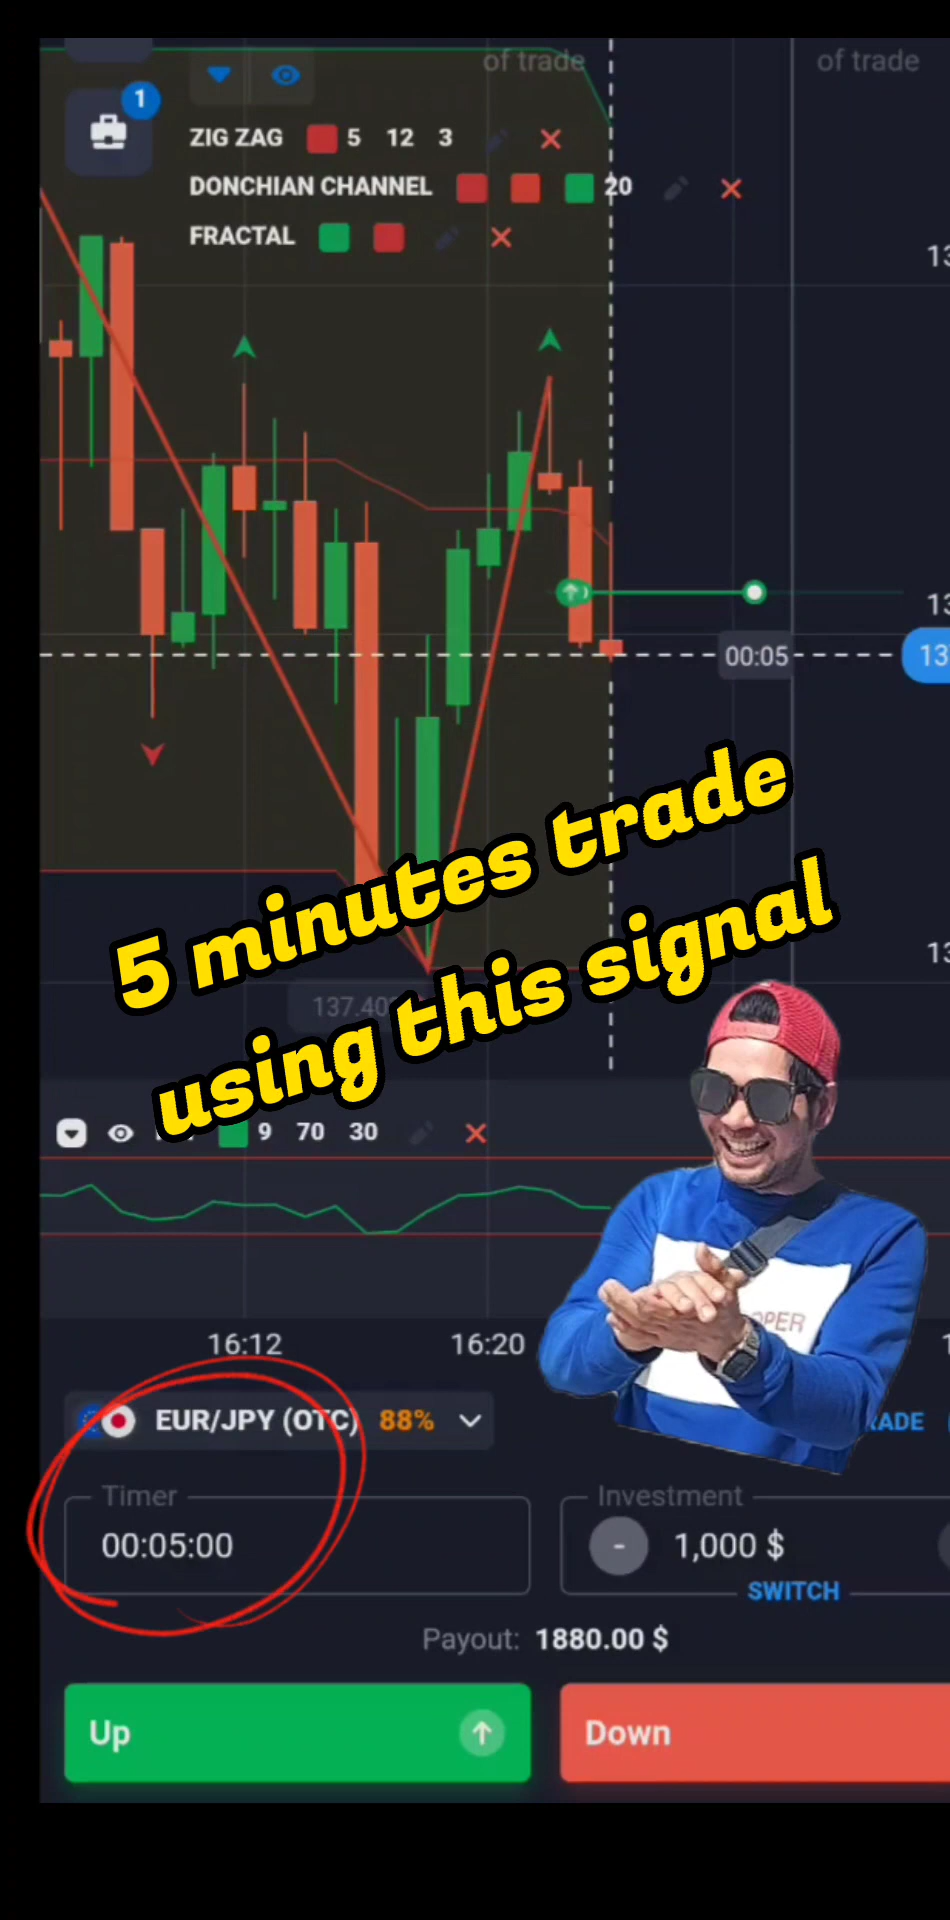 of trade of trade
1
ZIG ZAG 5 12 3
DONCHIAN CHANNEL 20
FRACTAL
00:05
5 minutes trade
using this signal
9 70 30
16:12 16:20
EUR/JPY (OTC) 88%
Timer
00:05:00
Investment
- 1,000 $
SWITCH
Payout: 1880.00 $
Up
Down